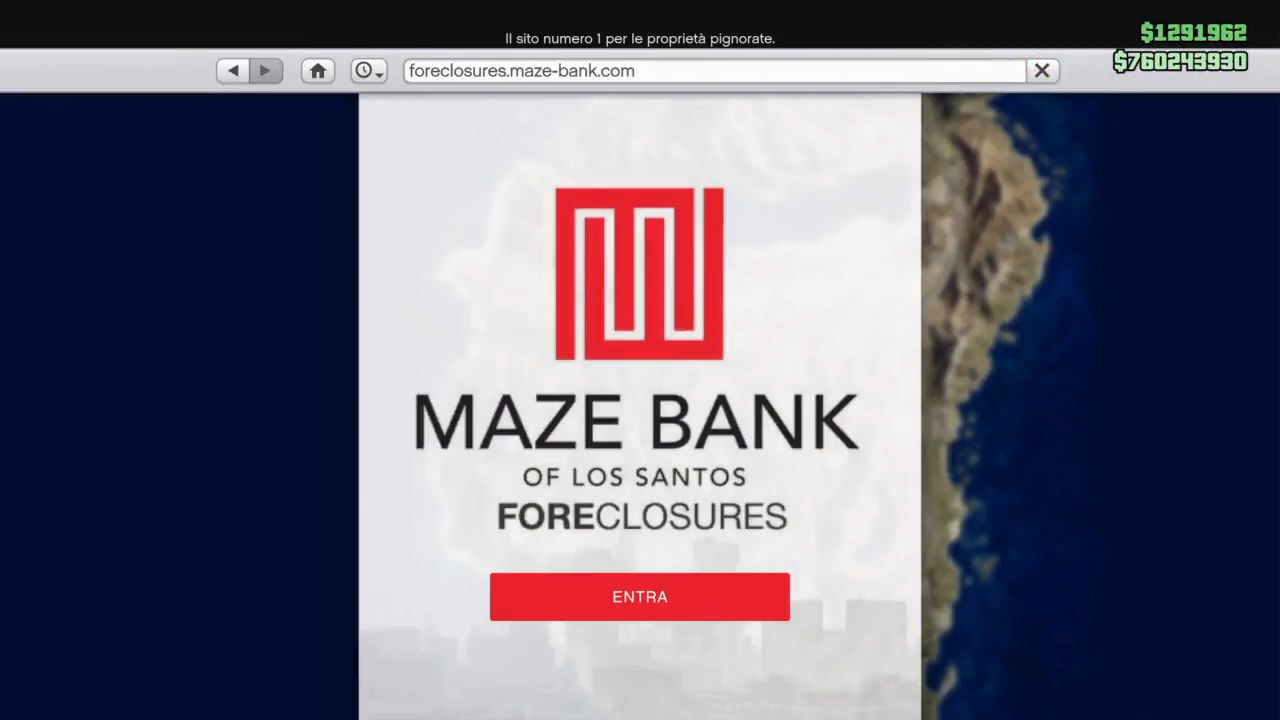 Il sito numero 1 per le proprietà pignorate.
$1291962
$760243930
foreclosures.maze-bank.com
MAZE BANK
OF LOS SANTOS
FORECLOSURES
ENTRA